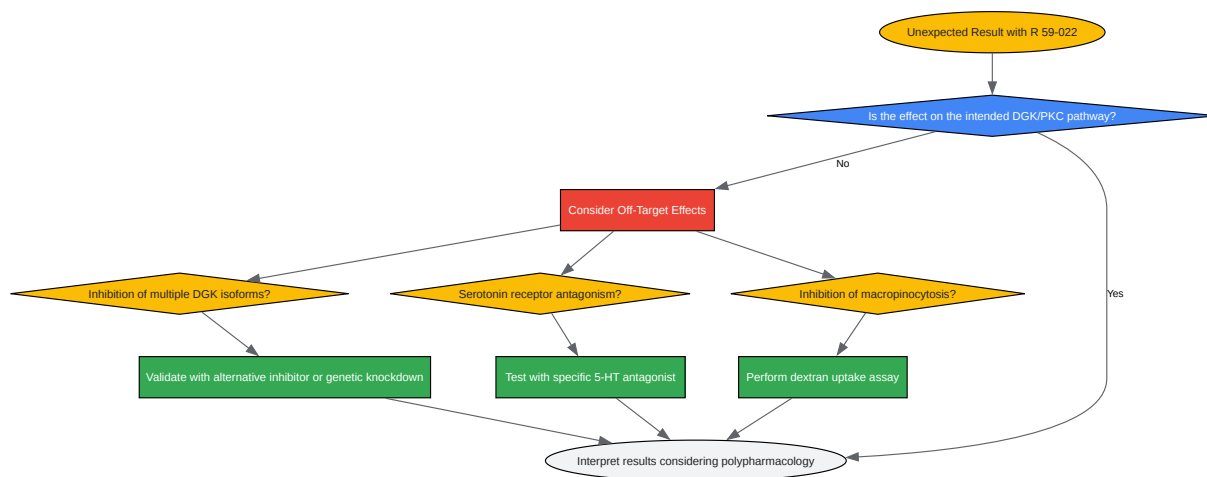 Unexpected Result with R 59-022
Is the effect on the intended DGK/PKC pathway?
No
Consider Off-Target Effects
Inhibition of multiple DGK isoforms?
Serotonin receptor antagonism?
Inhibition of macropinocytosis?
Yes
Validate with alternative inhibitor or genetic knockdown
Test with specific 5-HT antagonist
Perform dextran uptake assay
Interpret results considering polypharmacology